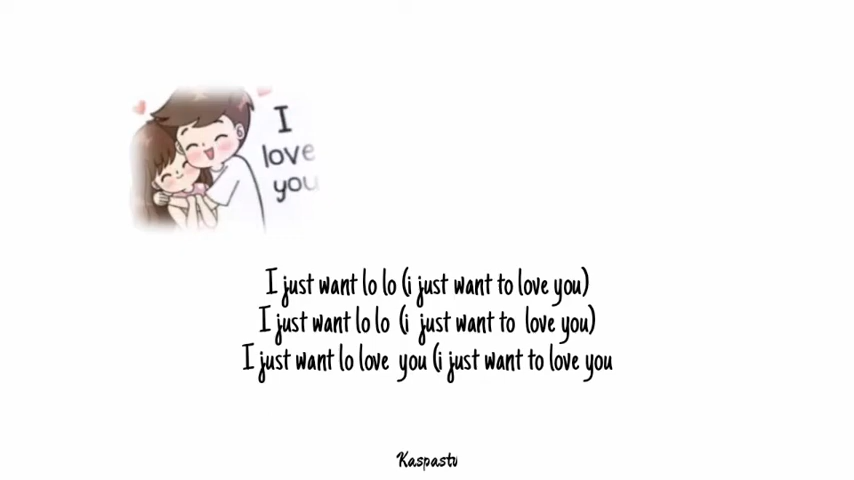 I
love
you
I just want lo lo (i just want to love you)
I just want lo lo (i just want to love you)
I just want lo love you (i just want to love you
Kaspastv